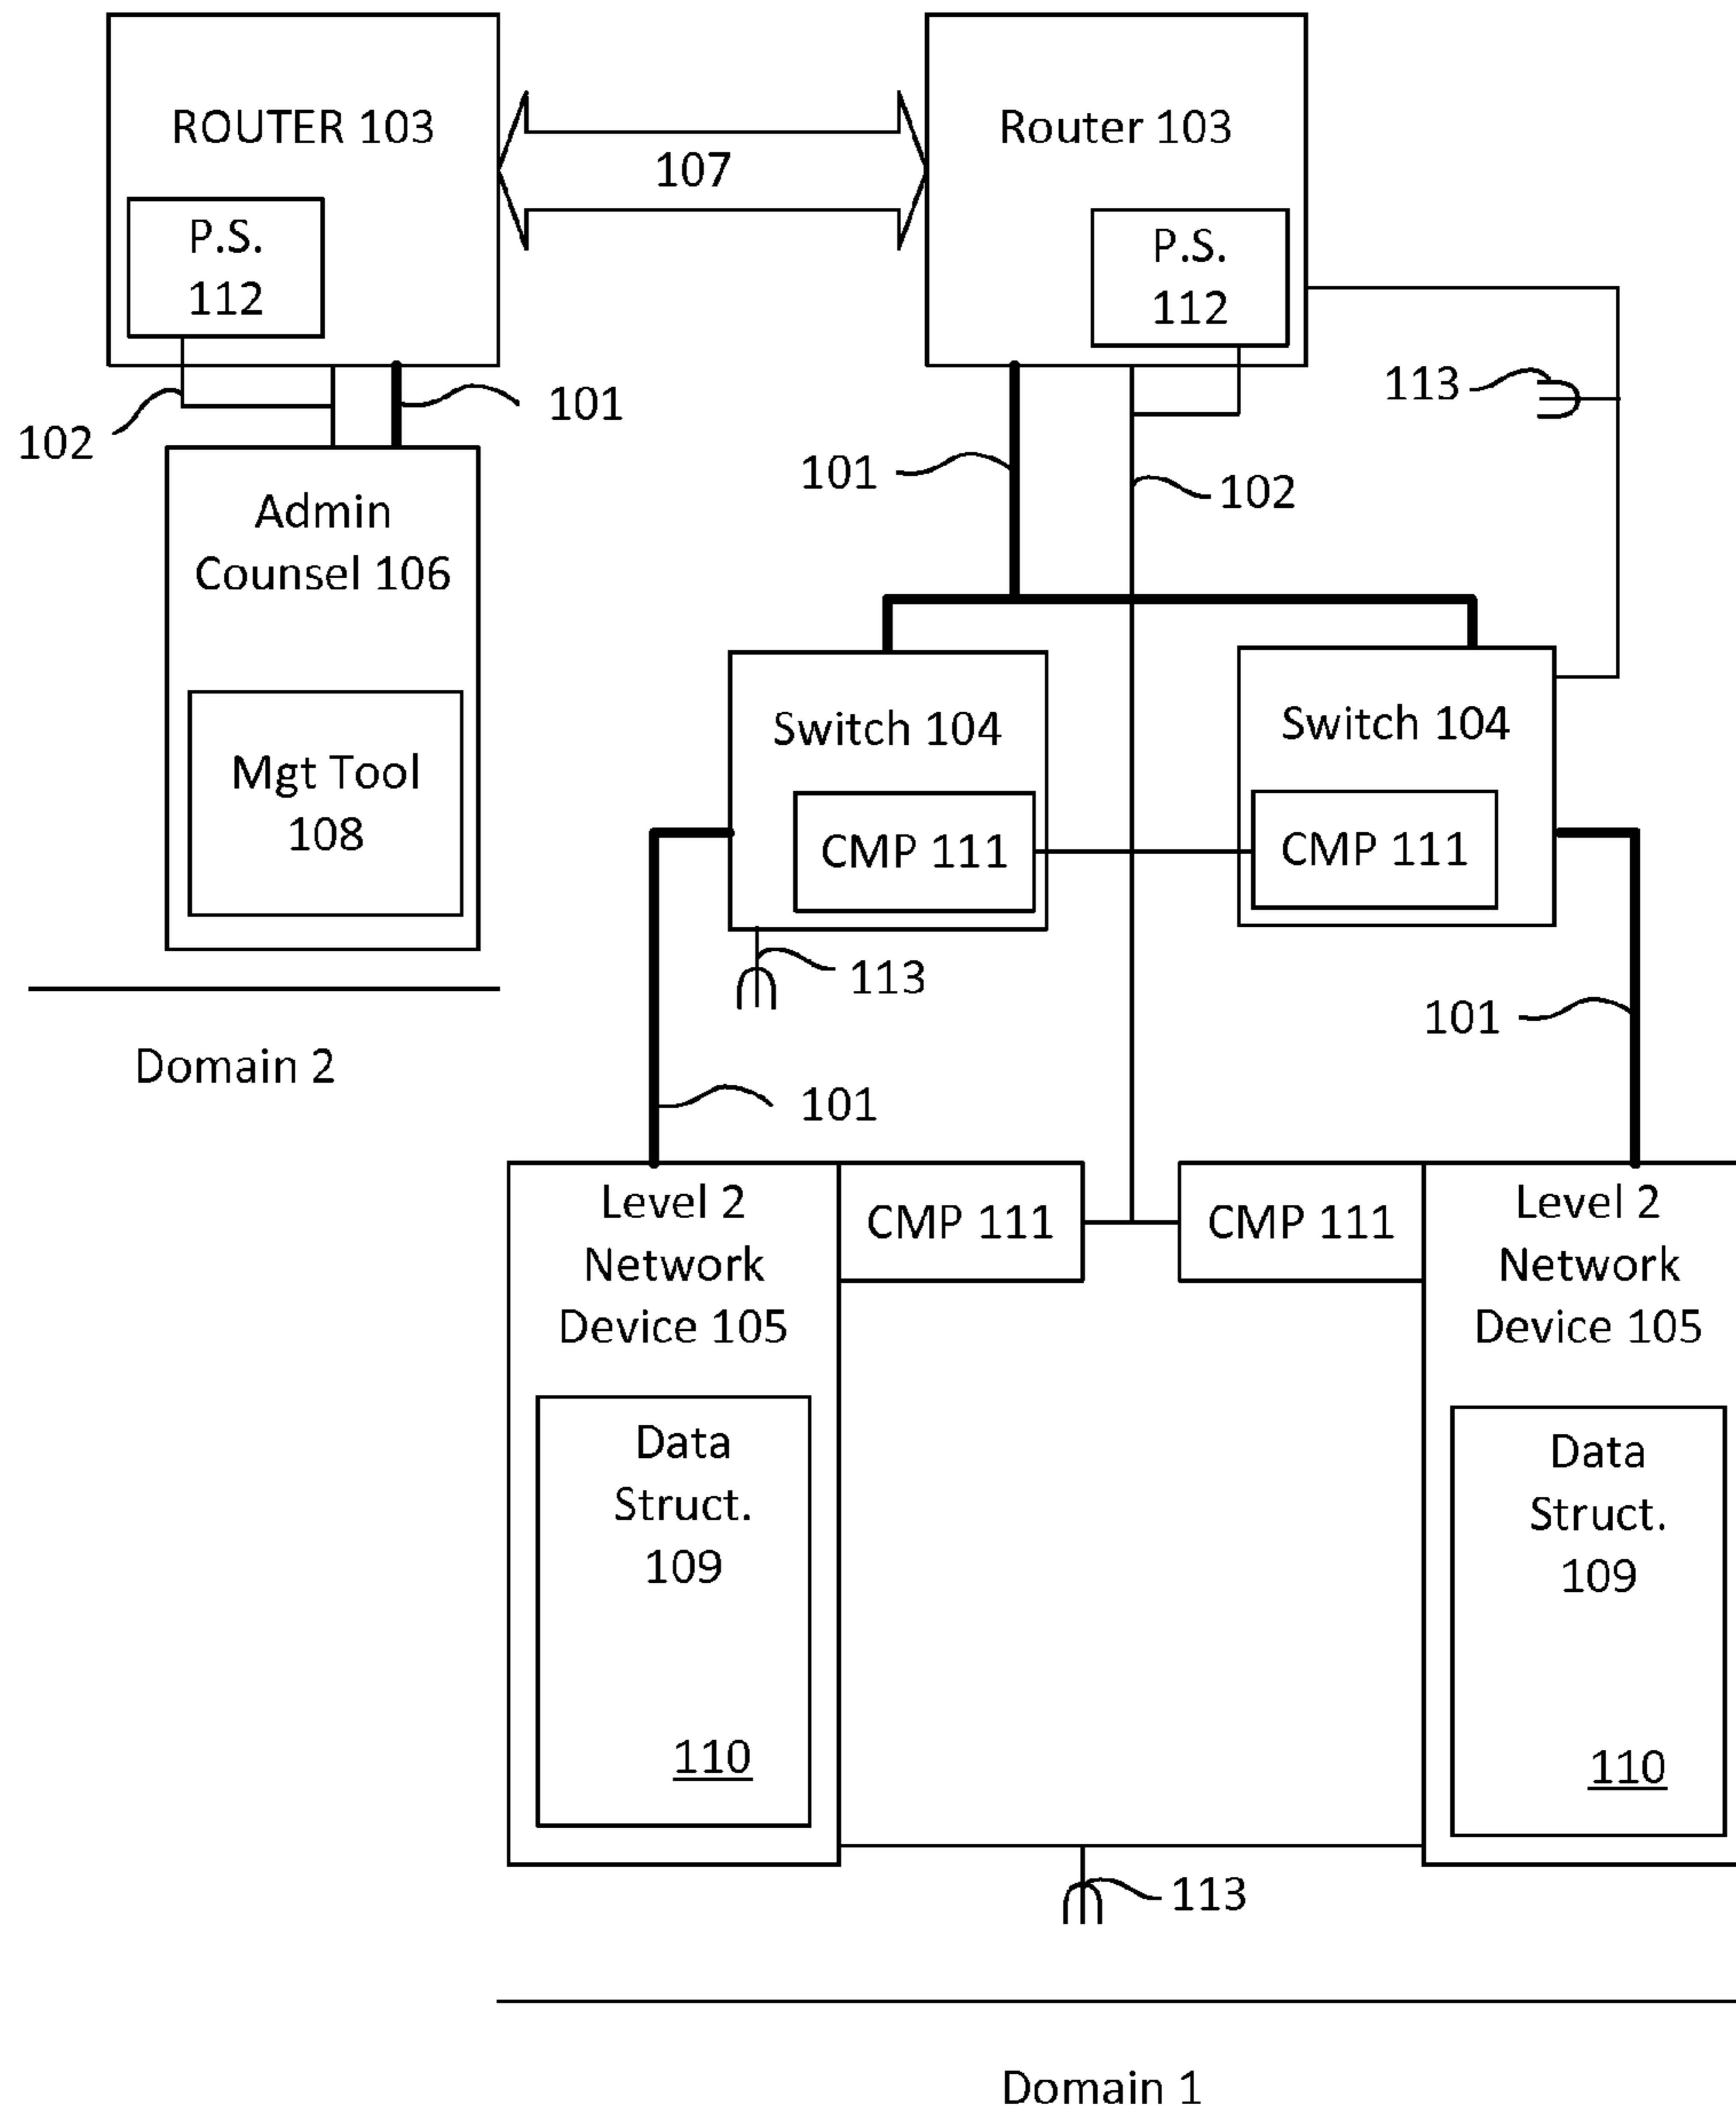 ROUTER 103
P.S.
112
107
Router 103
P.S.
112
102
101
113
101
102
Admin
Counsel 106
Mgt Tool
108
Domain 2
Switch 104
CMP 111
Switch 104
CMP 111
113
101
101
Level 2
Network
Device 105
CMP 111
CMP 111
Level 2
Network
Device 105
Data
Struct.
109
110
Data
Struct.
109
110
113
Domain 1